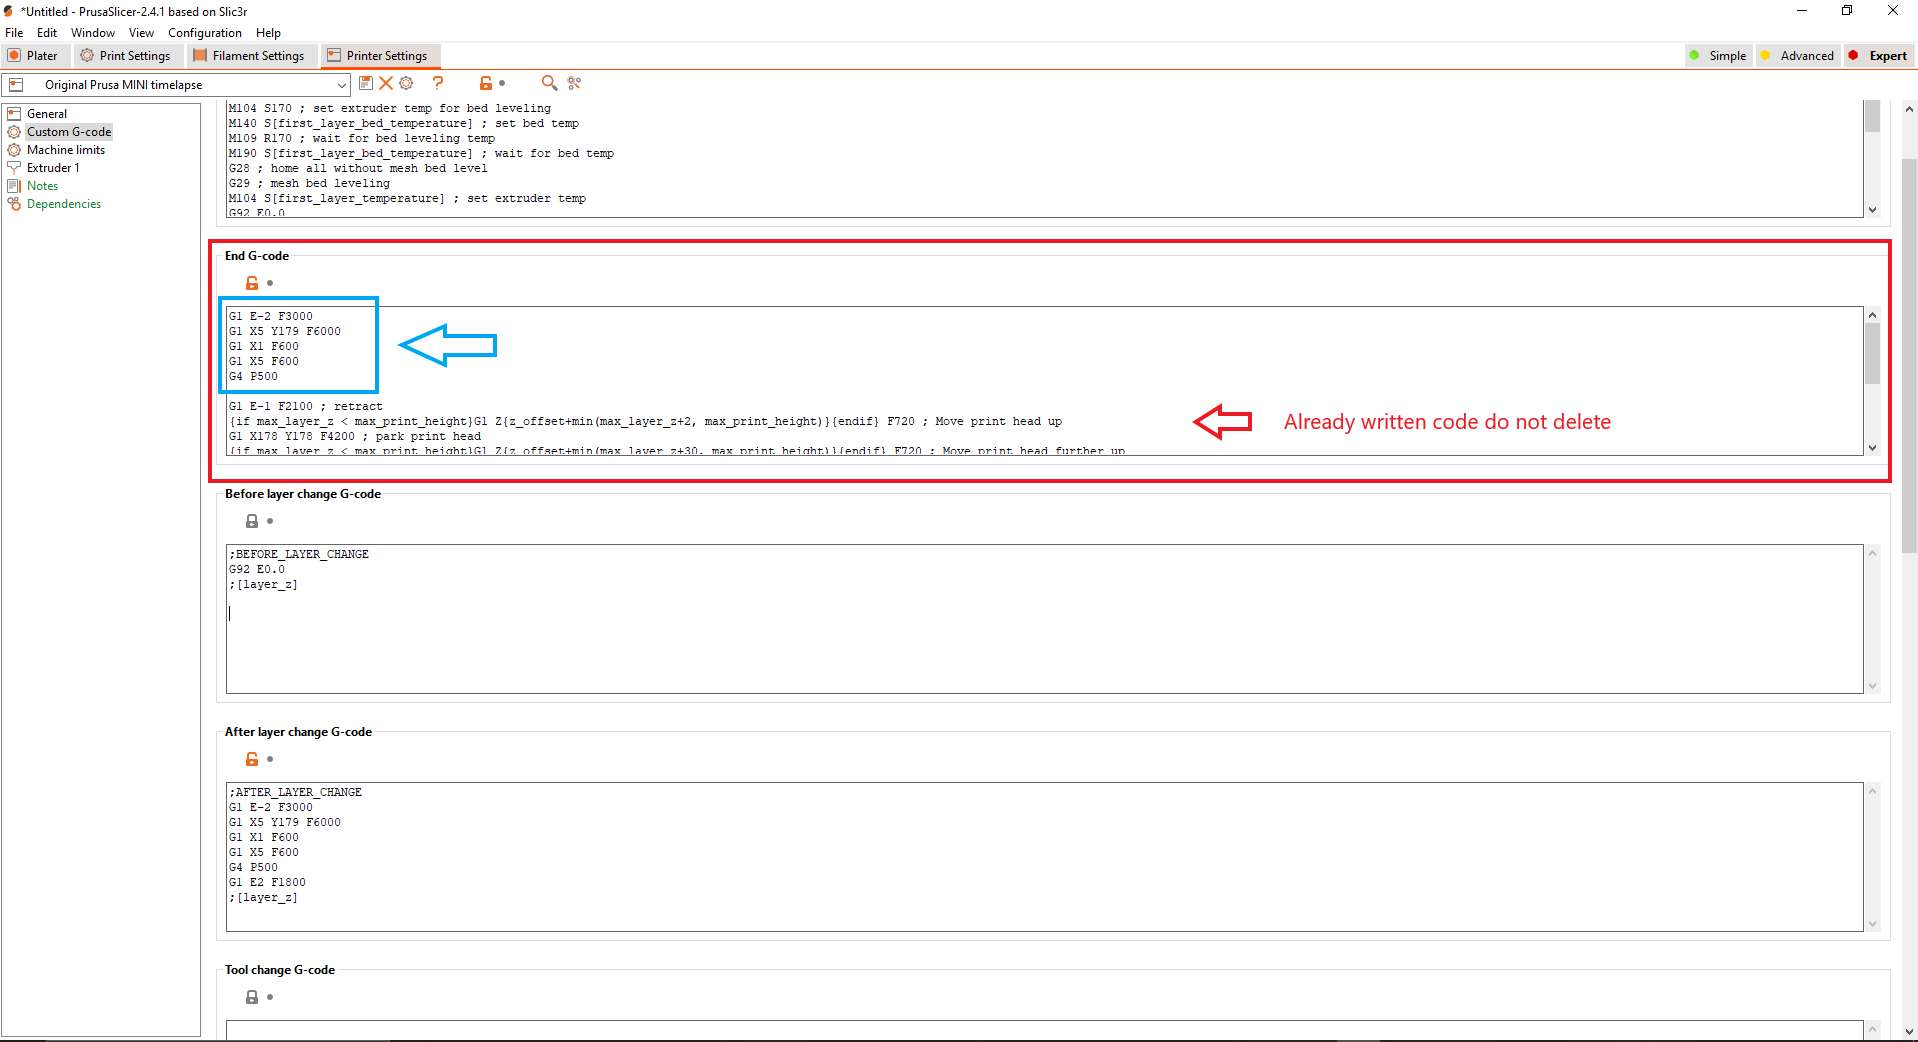 *Untitled - PrusaSlicer-2.4.1 based on Slic3r
File Edit Window View Configuration Help
Plater Print Settings Filament Settings Printer Settings Simple Advanced Expert
Original Prusa MINI timelapse
General
Custom G-code
Machine limits
Extruder 1
Notes
Dependencies
M104 S170 ; set extruder temp for bed leveling
M140 S[first_layer_bed_temperature] ; set bed temp
M109 R170 ; wait for bed leveling temp
M190 S[first_layer_bed_temperature] ; wait for bed temp
G28 ; home all without mesh bed level
G29 ; mesh bed leveling
M104 S[first_layer_temperature] ; set extruder temp
G92 E0.0
End G-code
G1 E-2 F3000
G1 X5 Y179 F6000
G1 X1 F600
G1 X5 F600
G4 P500
G1 E-1 F2100 ; retract
{if max_layer_z < max_print_height}G1 Z{z_offset+min(max_layer_z+2, max_print_height)}{endif} F720 ; Move print head up
G1 X178 Y178 F4200 ; park print head
{if max_layer_z < max_print_height}G1 Z{z_offset+min(max_layer_z+30, max_print_height)}{endif} F720 ; Move print head further up
Already written code do not delete
Before layer change G-code
;BEFORE_LAYER_CHANGE
G92 E0.0
;[layer_z]
After layer change G-code
;AFTER_LAYER_CHANGE
G1 E-2 F3000
G1 X5 Y179 F6000
G1 X1 F600
G1 X5 F600
G4 P500
G1 E2 F1800
;[layer_z]
Tool change G-code